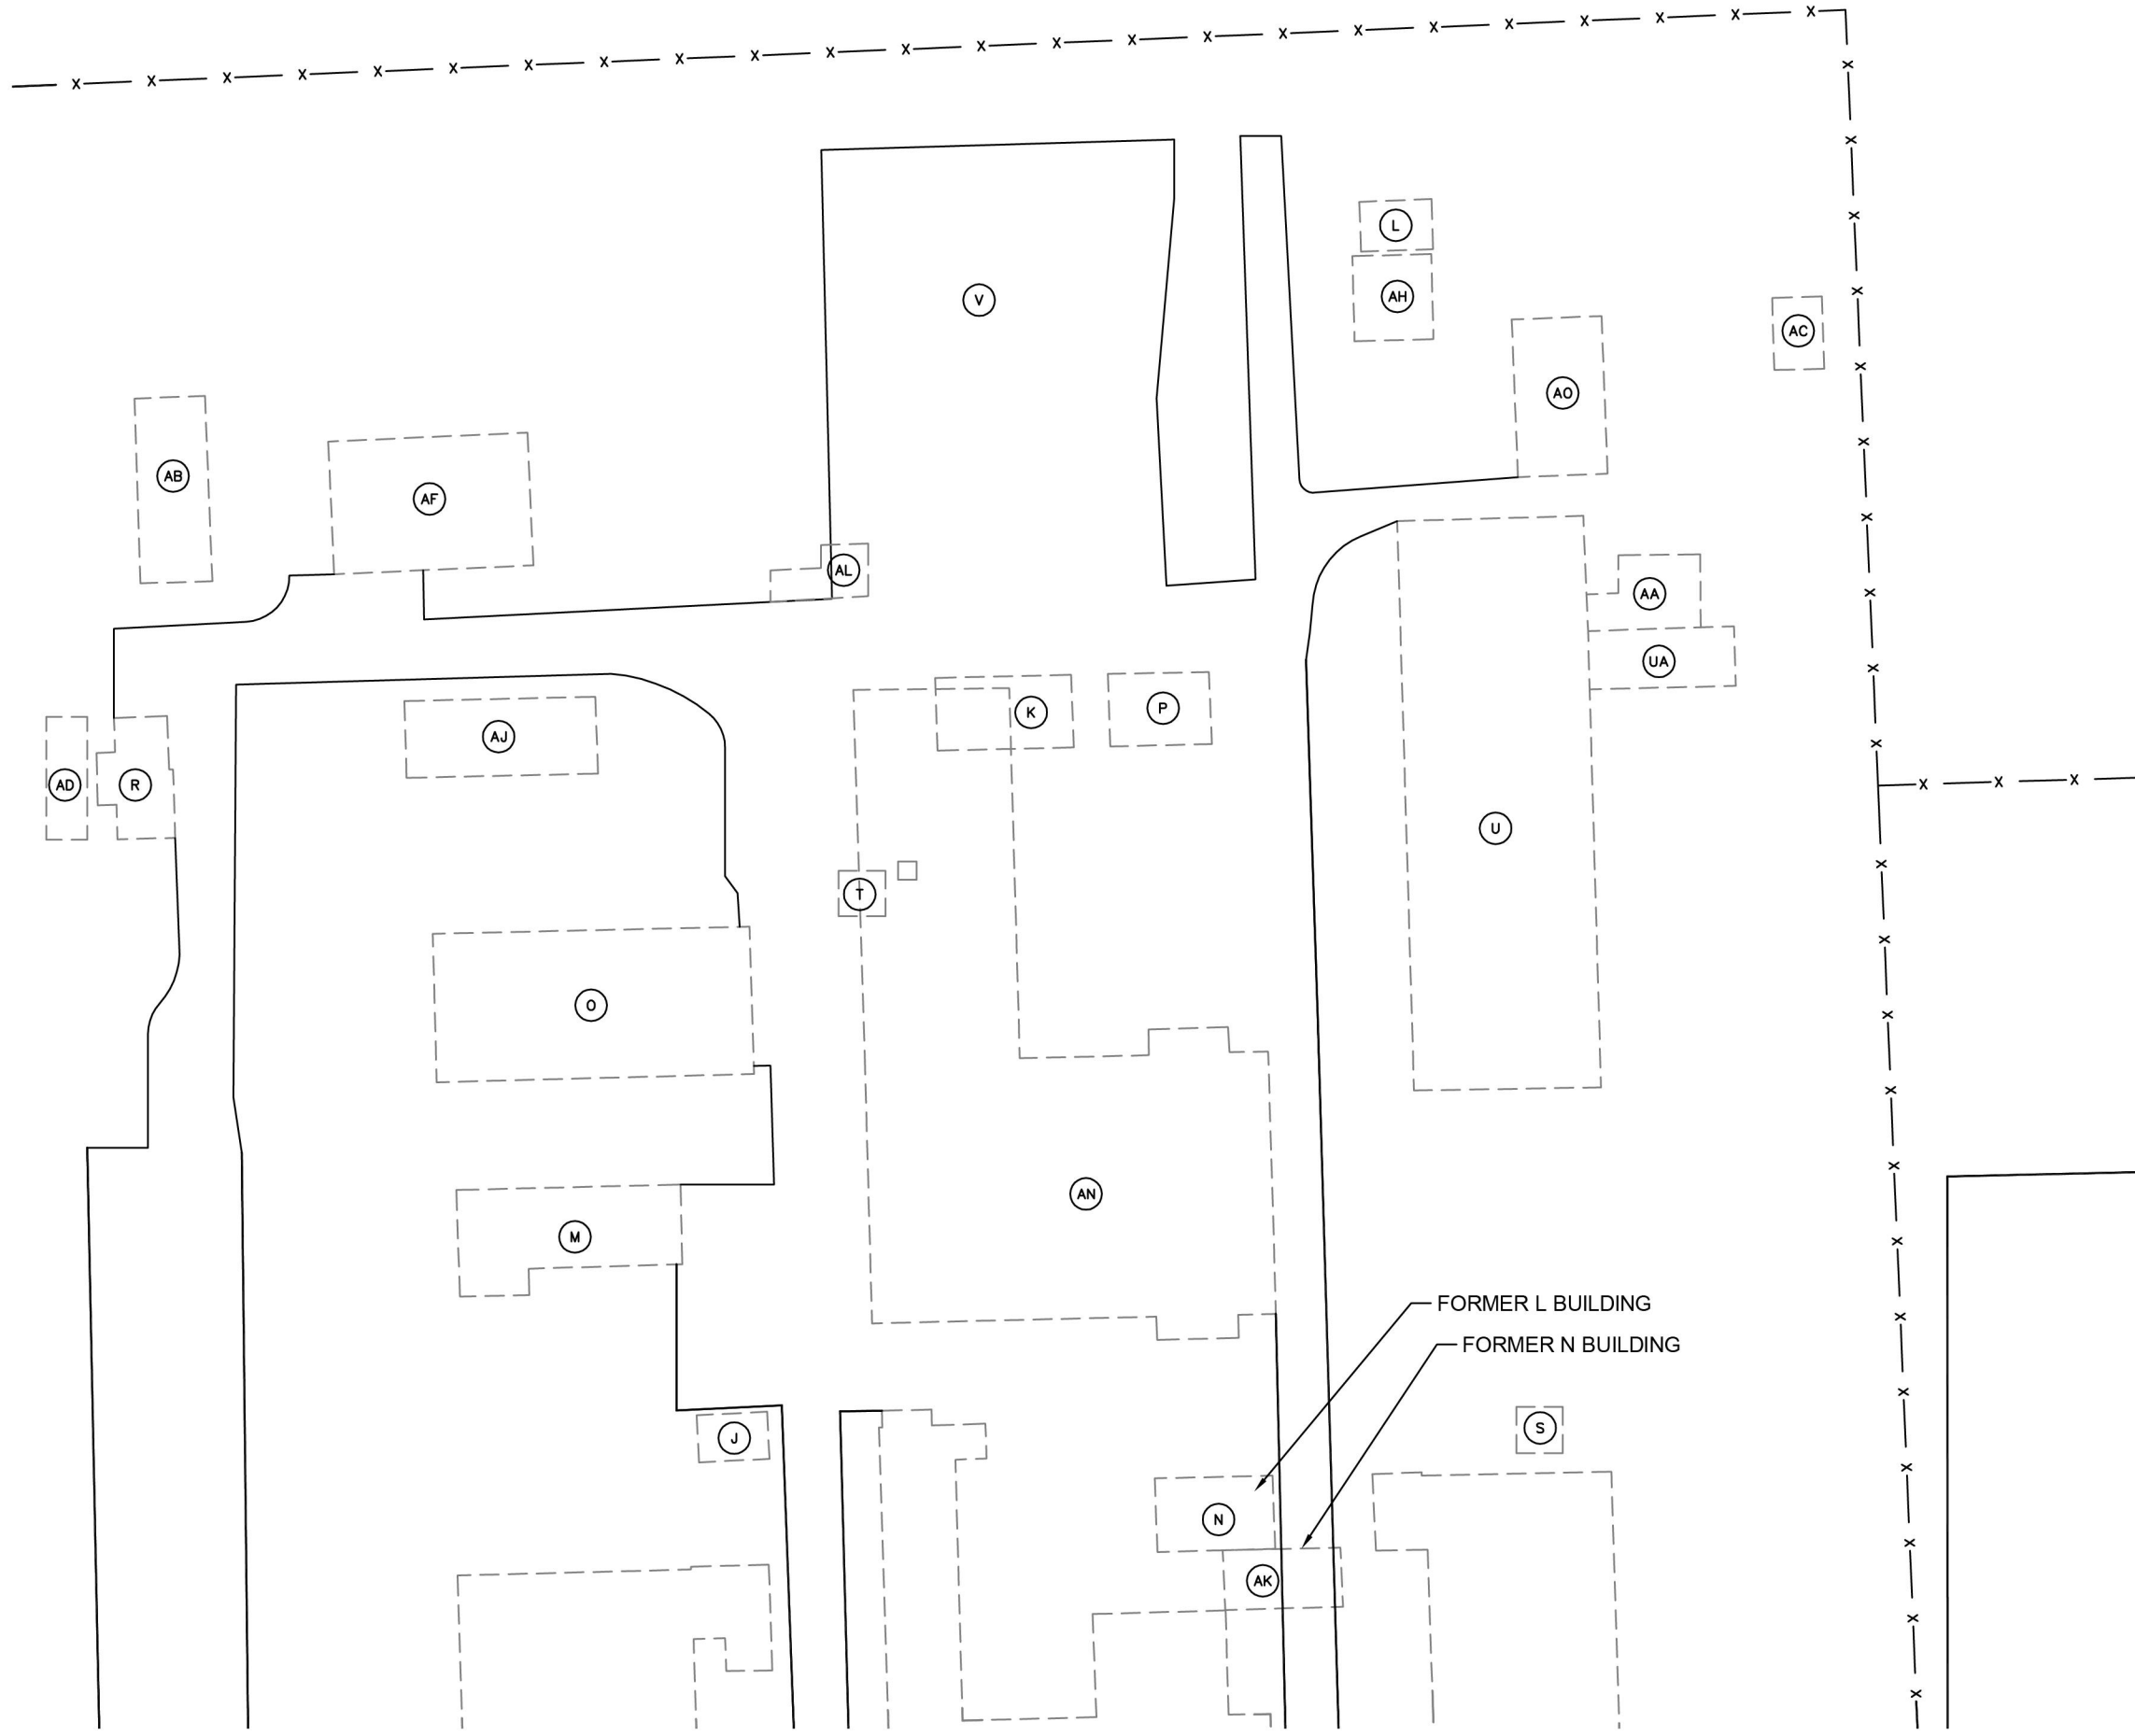 L
V
AH
AC
AO
AB
AF
AL
AA
UA
K
P
AJ
AD
R
U
T
O
AN
M
FORMER L BUILDING
FORMER N BUILDING
J
S
N
AK